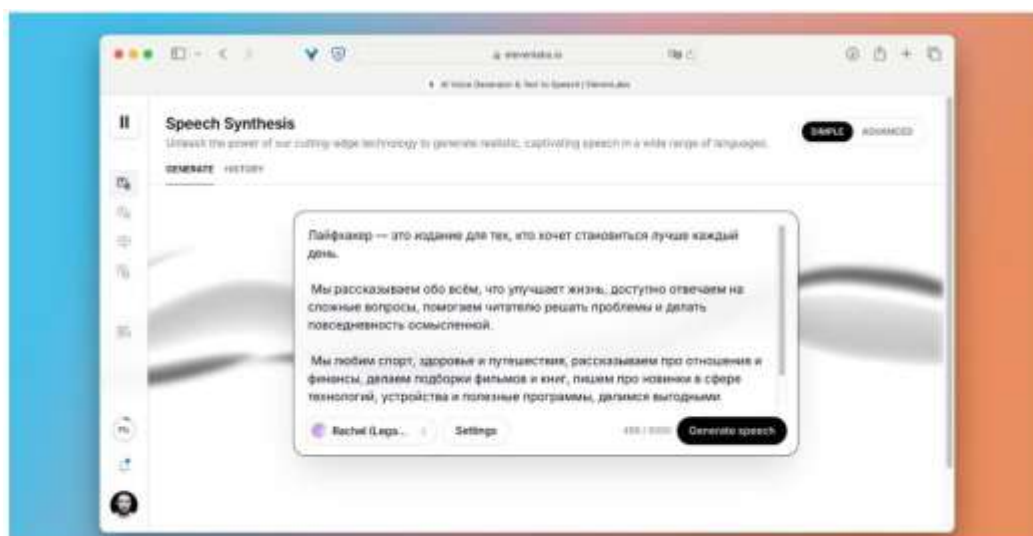 elevenlabs.io
AI Voice Generator & Text to Speech | ElevenLabs
Speech Synthesis
Unleash the power of our cutting-edge technology to generate realistic, captivating speech in a wide range of languages.
SIMPLE ADVANCED
GENERATE HISTORY
Лайфхакер — это издание для тех, кто хочет становиться лучше каждый
день.
Мы рассказываем обо всём, что улучшает жизнь, доступно отвечаем на
сложные вопросы, помогаем читателю решать проблемы и делать
повседневность осмысленной.
Мы любим спорт, здоровье и путешествия, рассказываем про отношения и
финансы, делаем подборки фильмов и книг, пишем про новинки в сфере
технологий, устройства и полезные программы, делимся выгодными
Rachel (Lega... Settings Generate speech